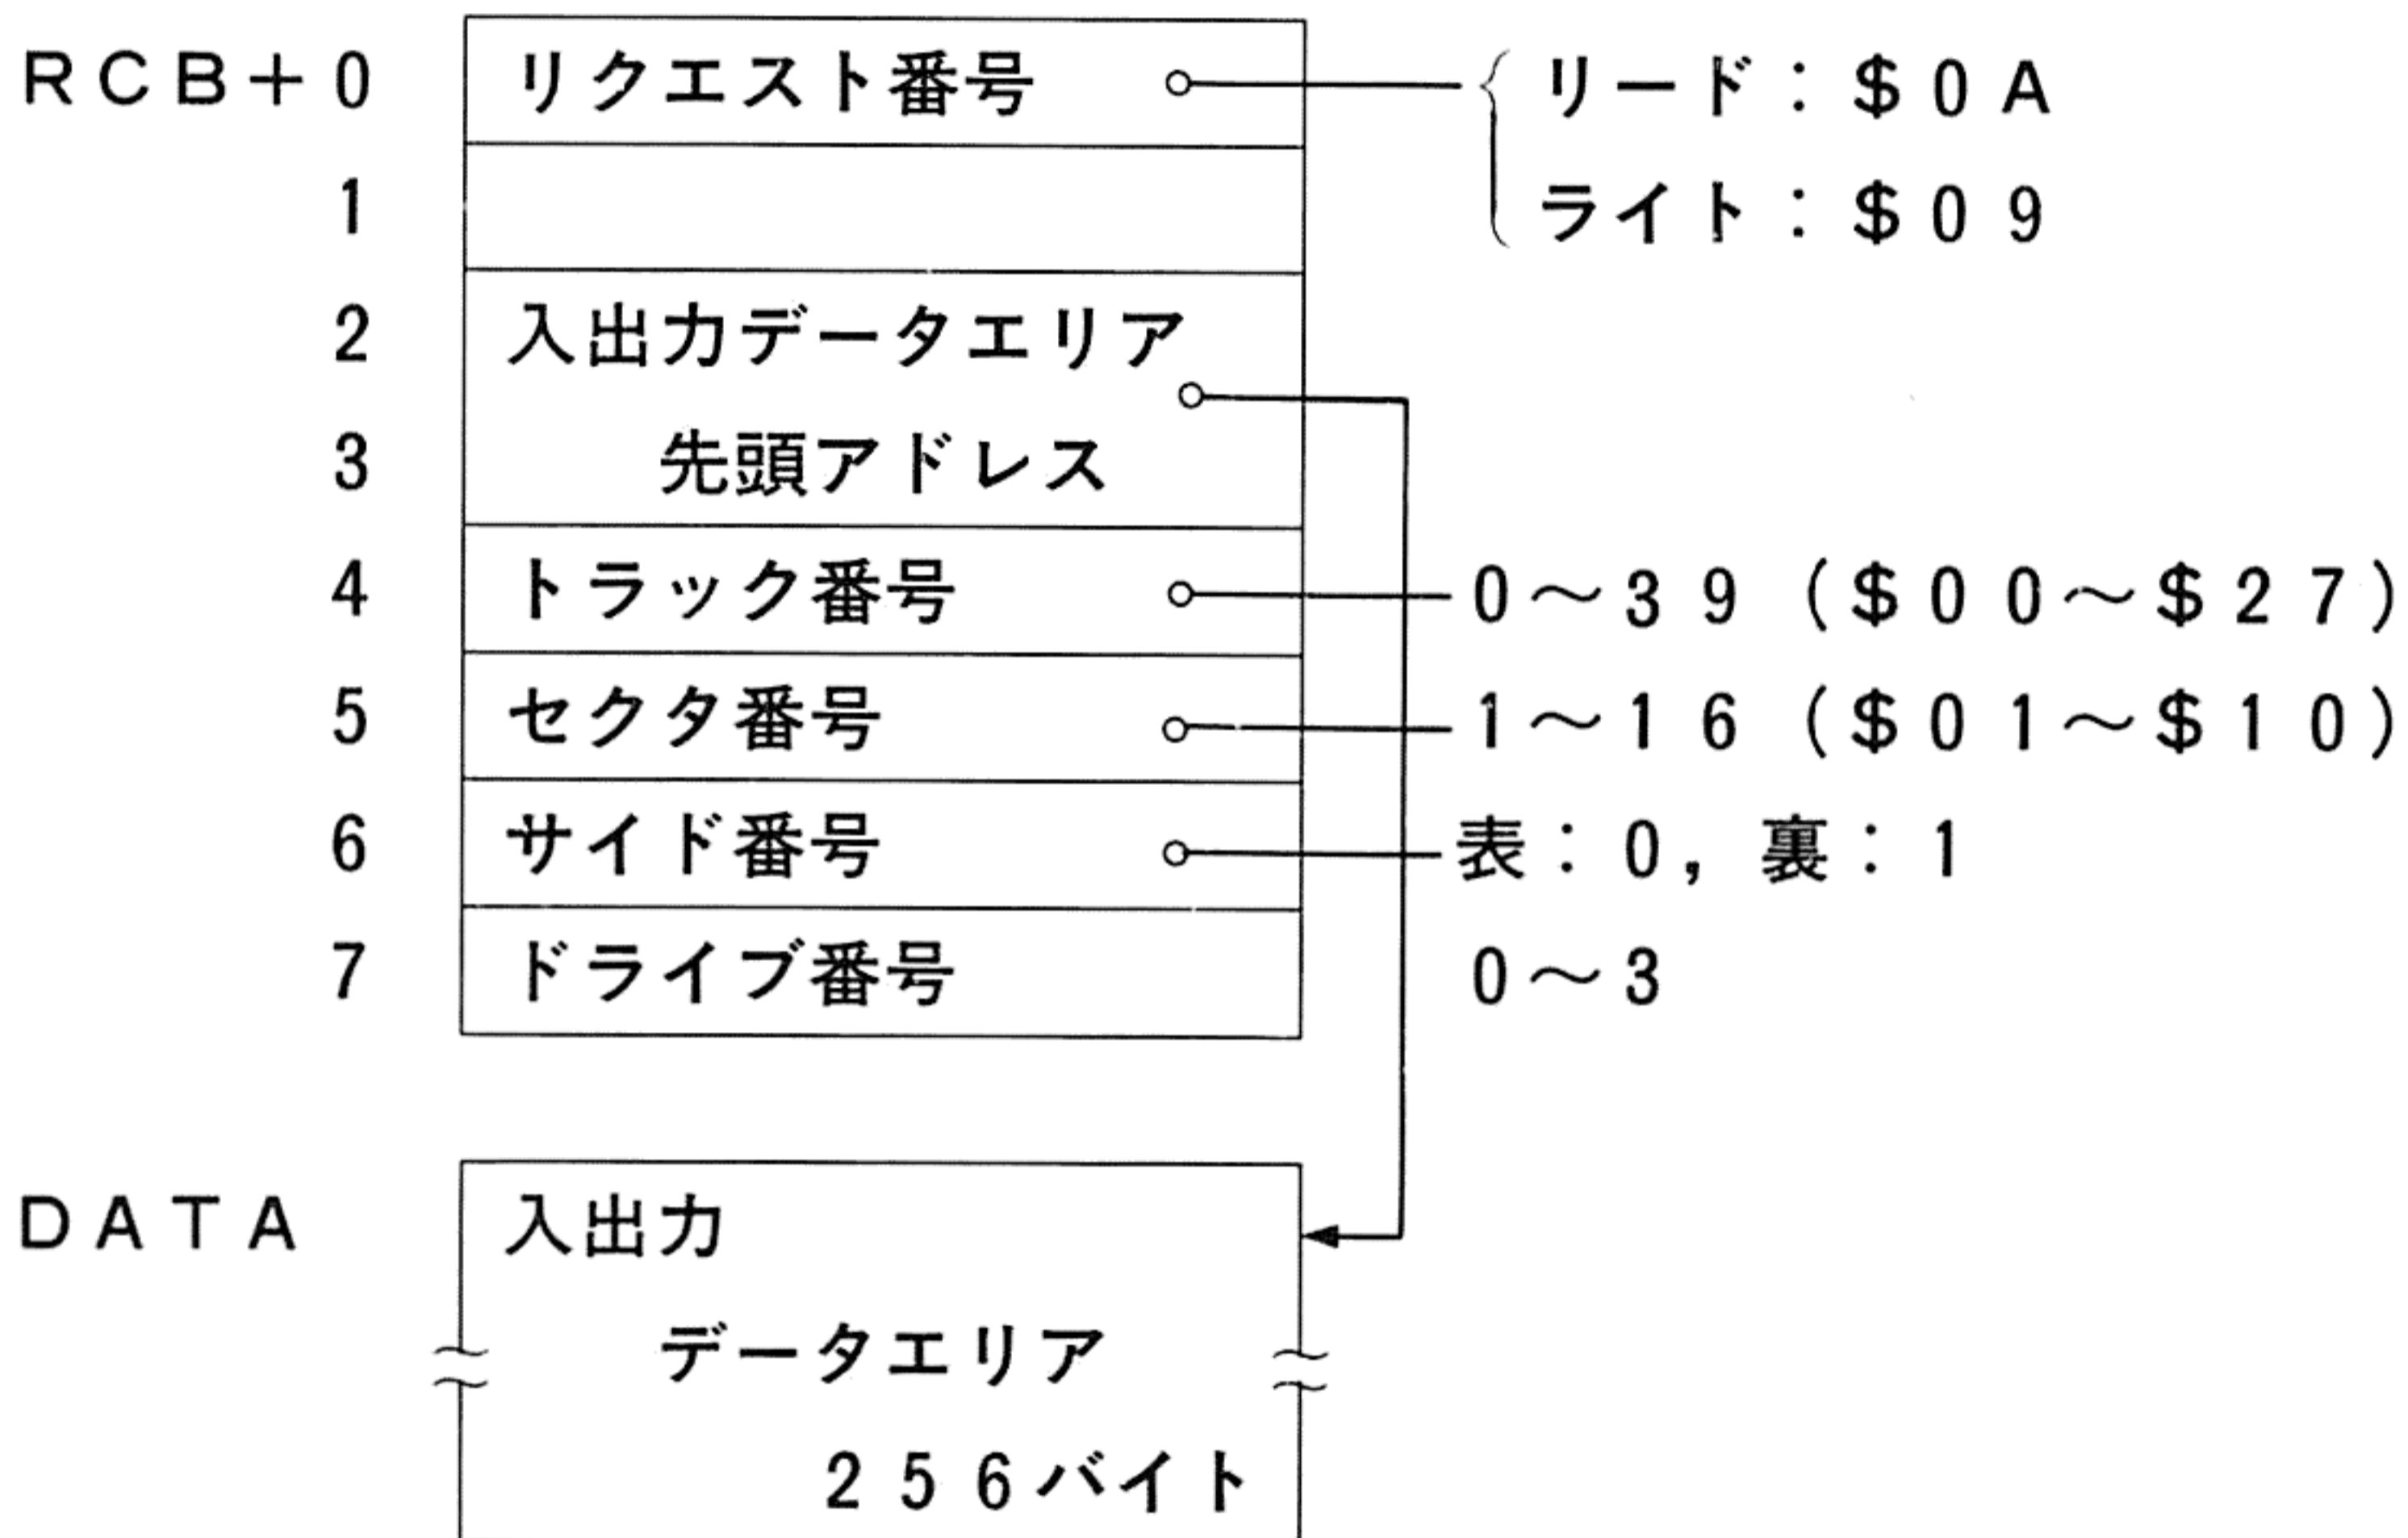 RCB+0 リクエスト番号 リード:$0A
1 ライト:$09
2 入出力データエリア
3 先頭アドレス
4 トラック番号 0～39($00～$27)
5 セクタ番号 1～16($01～$10)
6 サイド番号 表:0,裏:1
7 ドライブ番号 0～3
DATA 入出力
データエリア
256バイト